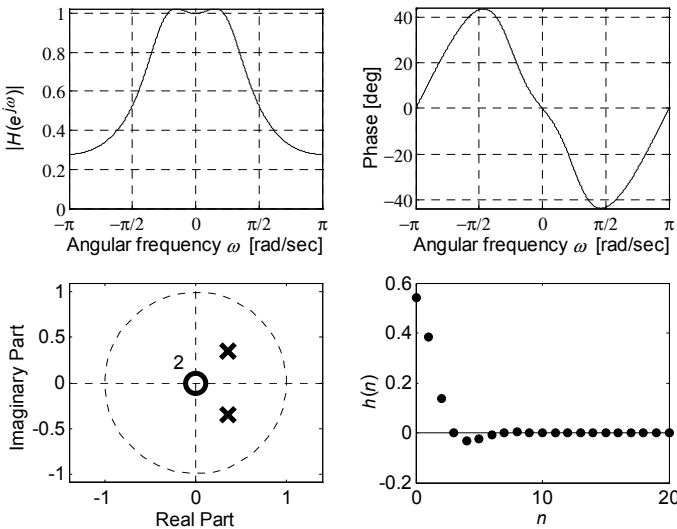 |H(e^{jω})|
1
0.8
0.6
0.4
0.2
0
−π
−π/2
0
π/2
π
Angular frequency ω [rad/sec]
Phase [deg]
40
20
0
−20
−40
−π
−π/2
0
π/2
π
Angular frequency ω [rad/sec]
Imaginary Part
1
0.5
0
-0.5
-1
2
-1
0
1
Real Part
h(n)
0.6
0.4
0.2
0
-0.2
0
10
20
n